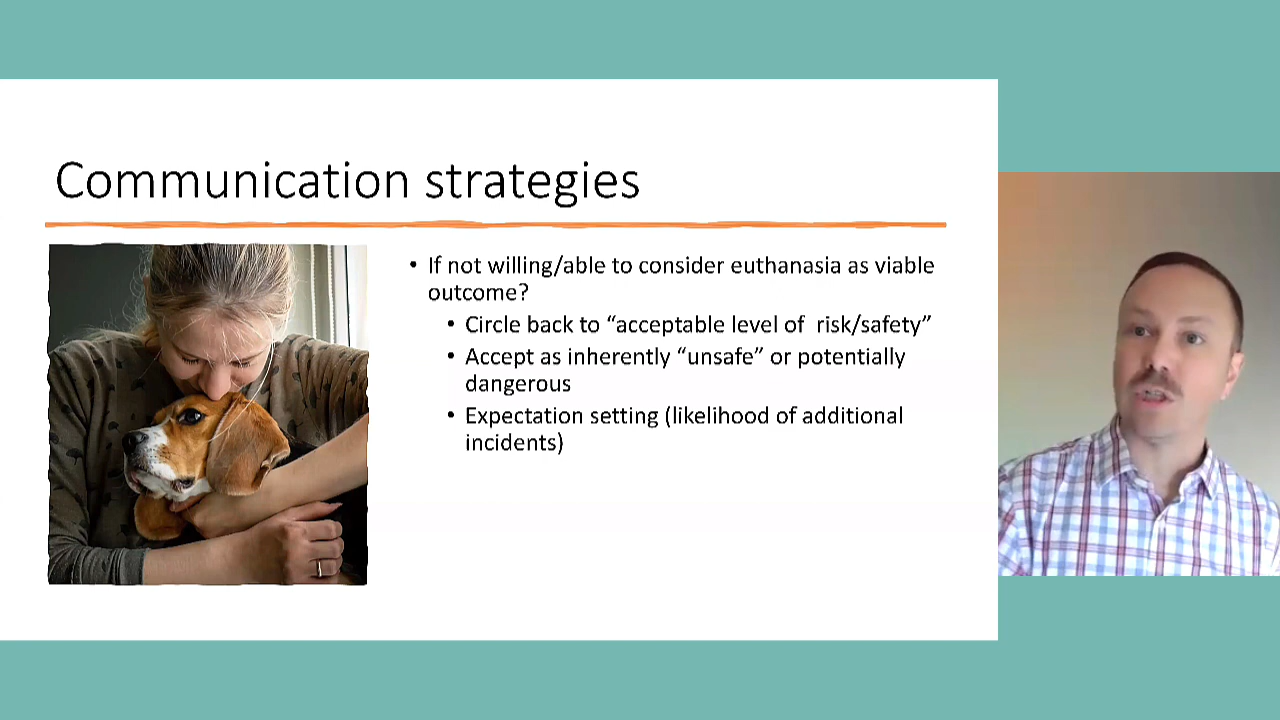 Communication strategies
• If not willing/able to consider euthanasia as viable
outcome?
• Circle back to “acceptable level of  risk/safety”
• Accept as inherently “unsafe” or potentially
dangerous
• Expectation setting (likelihood of additional
incidents)